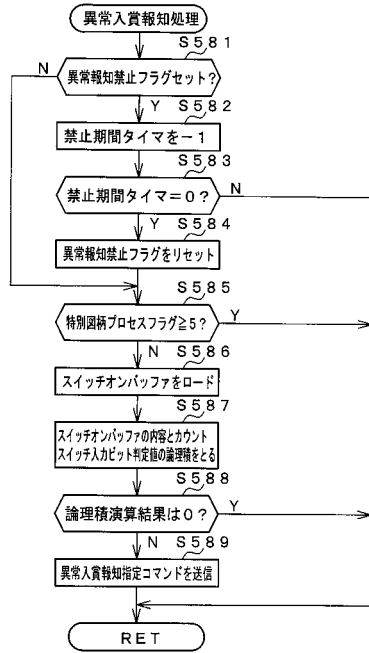 異常入賞報知処理
S581
N
異常報知禁止フラグセット?
Y
S582
禁止期間タイマを－1
S583
禁止期間タイマ=0?
N
Y
S584
異常報知禁止フラグをリセット
S585
特別図柄プロセスフラグ≧5?
Y
N
S586
スイッチオンバッファをロード
S587
スイッチオンバッファの内容とカウント
スイッチ入力ビット判定値の論理積をとる
S588
論理積演算結果は0?
Y
N
S589
異常入賞報知指定コマンドを送信
RET